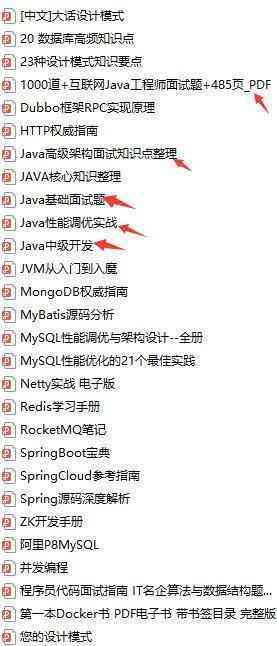 [中文]大话设计模式
20 数据库高频知识点
23种设计模式知识要点
1000道+互联网Java工程师面试题+485页_PDF
Dubbo框架RPC实现原理
HTTP权威指南
Java高级架构面试知识点整理
JAVA核心知识整理
Java基础面试题
Java性能调优实战
Java中级开发
JVM从入门到入魔
MongoDB权威指南
MyBatis源码分析
MySQL性能调优与架构设计--全册
MySQL性能优化的21个最佳实践
Netty实战 电子版
Redis学习手册
RocketMQ笔记
SpringBoot宝典
SpringCloud参考指南
Spring源码深度解析
ZK开发手册
阿里P8MySQL
并发编程
程序员代码面试指南 IT名企算法与数据结构题...
第一本Docker书 PDF电子书 带书签目录 完整版
您的设计模式